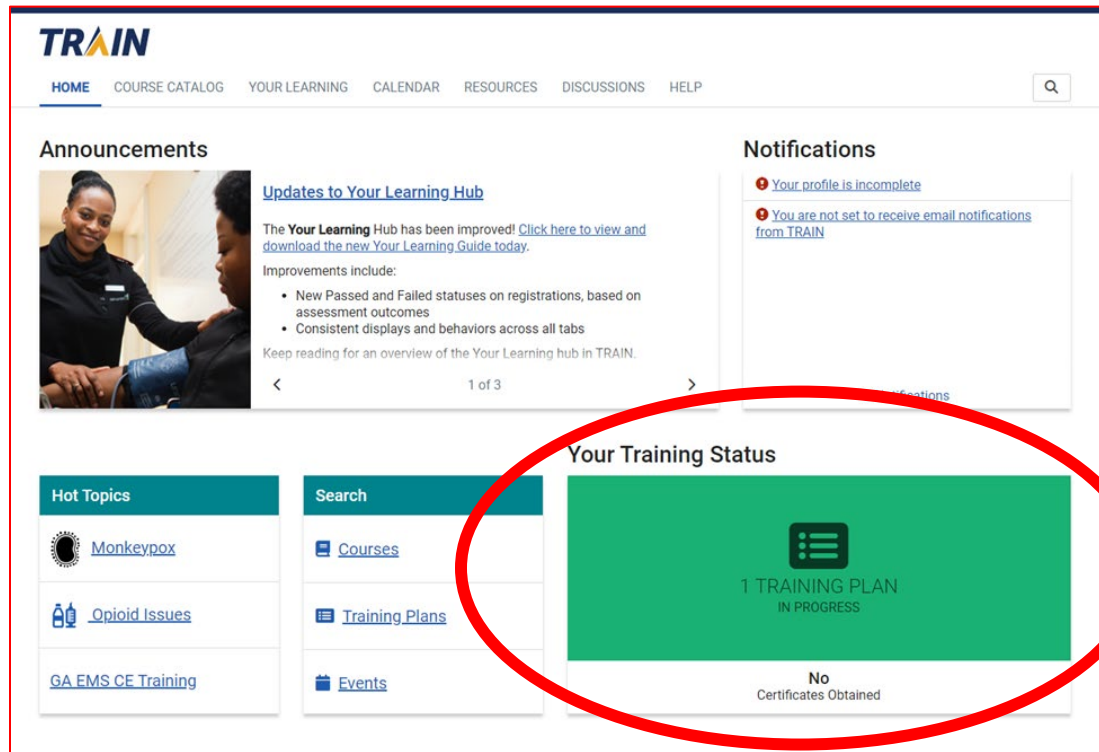 TRAIN
HOME COURSE CATALOG YOUR LEARNING CALENDAR RESOURCES DISCUSSIONS HELP
Announcements
Updates to Your Learning Hub
The Your Learning Hub has been improved! Click here to view and
download the new Your Learning Guide today.
Improvements include:
• New Passed and Failed statuses on registrations, based on
assessment outcomes
• Consistent displays and behaviors across all tabs
Keep reading for an overview of the Your Learning hub in TRAIN.
1 of 3
Notifications
Your profile is incomplete
You are not set to receive email notifications
from TRAIN
Hot Topics
Monkeypox
Opioid Issues
GA EMS CE Training
Search
Courses
Training Plans
Events
Your Training Status
1 TRAINING PLAN
IN PROGRESS
No
Certificates Obtained